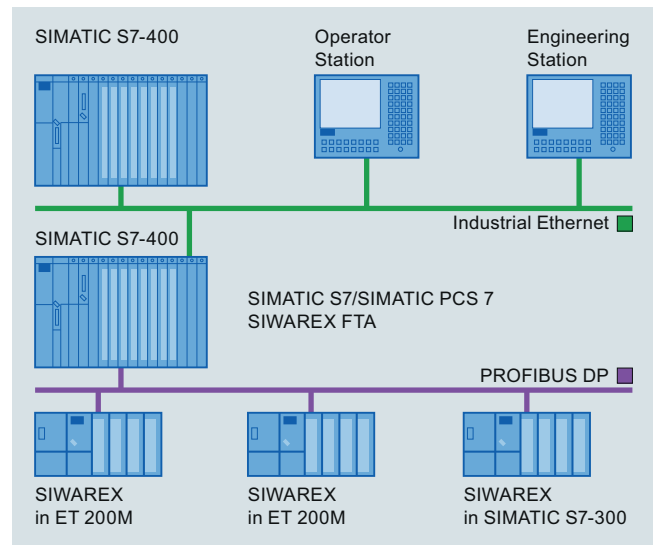 SIMATIC S7-400
Operator
Station
Engineering
Station
Industrial Ethernet
SIMATIC S7-400
SIMATIC S7/SIMATIC PCS 7
SIWAREX FTA
PROFIBUS DP
SIWAREX
in ET 200M
SIWAREX
in ET 200M
SIWAREX
in SIMATIC S7-300